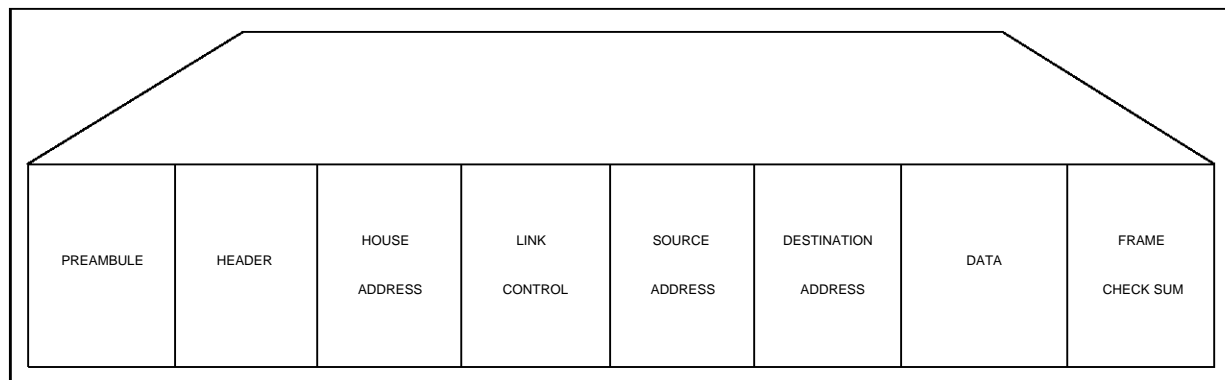 PREAMBULE
HEADER
HOUSE
ADDRESS
LINK
CONTROL
SOURCE
ADDRESS
DESTINATION
ADDRESS
DATA
FRAME
CHECK SUM